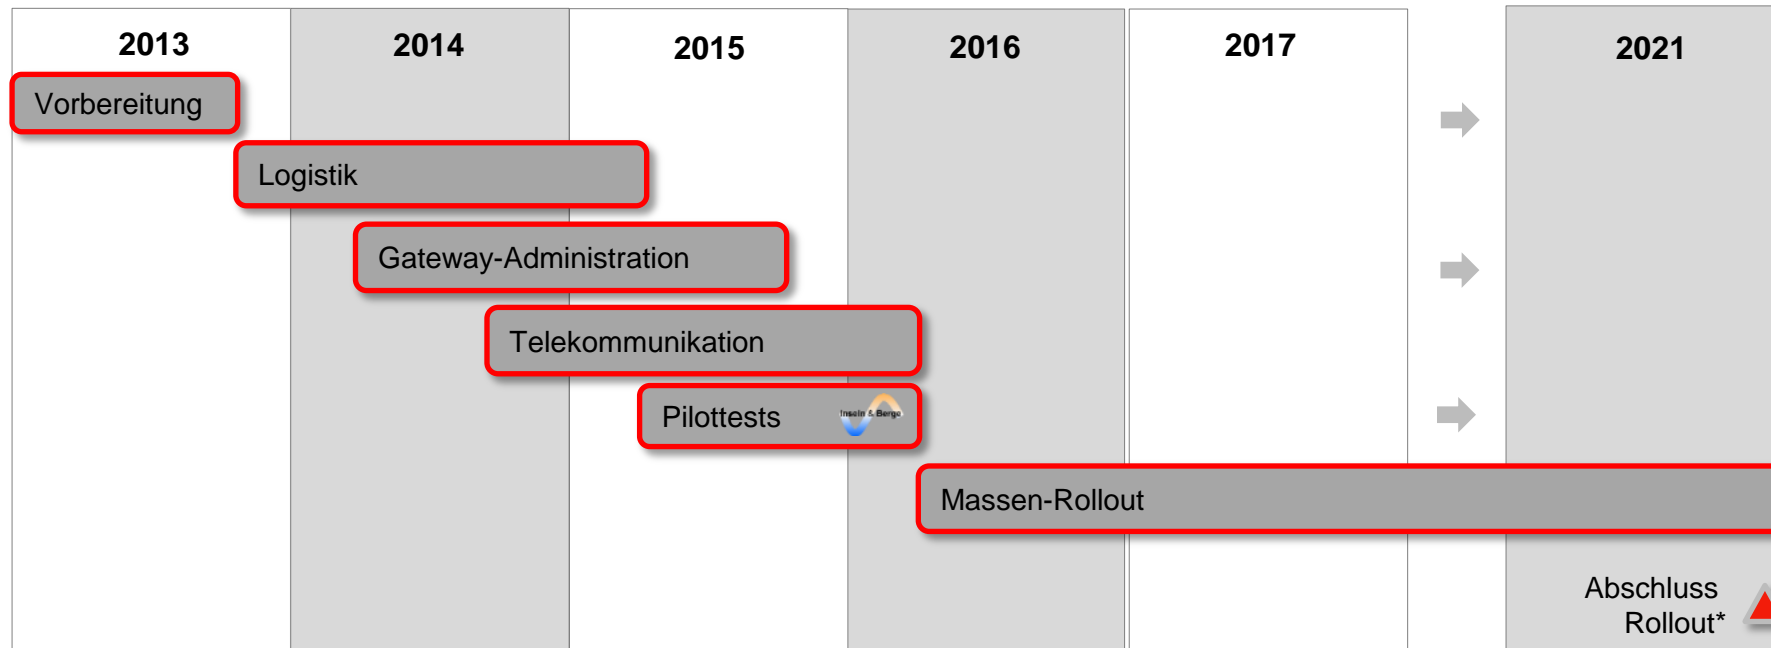 2013 2014 2015 2016 2017 2021
Vorbereitung
Logistik
Gateway-Administration
Telekommunikation
Pilottests
Inseln & Berge
Massen-Rollout
Abschluss
Rollout*